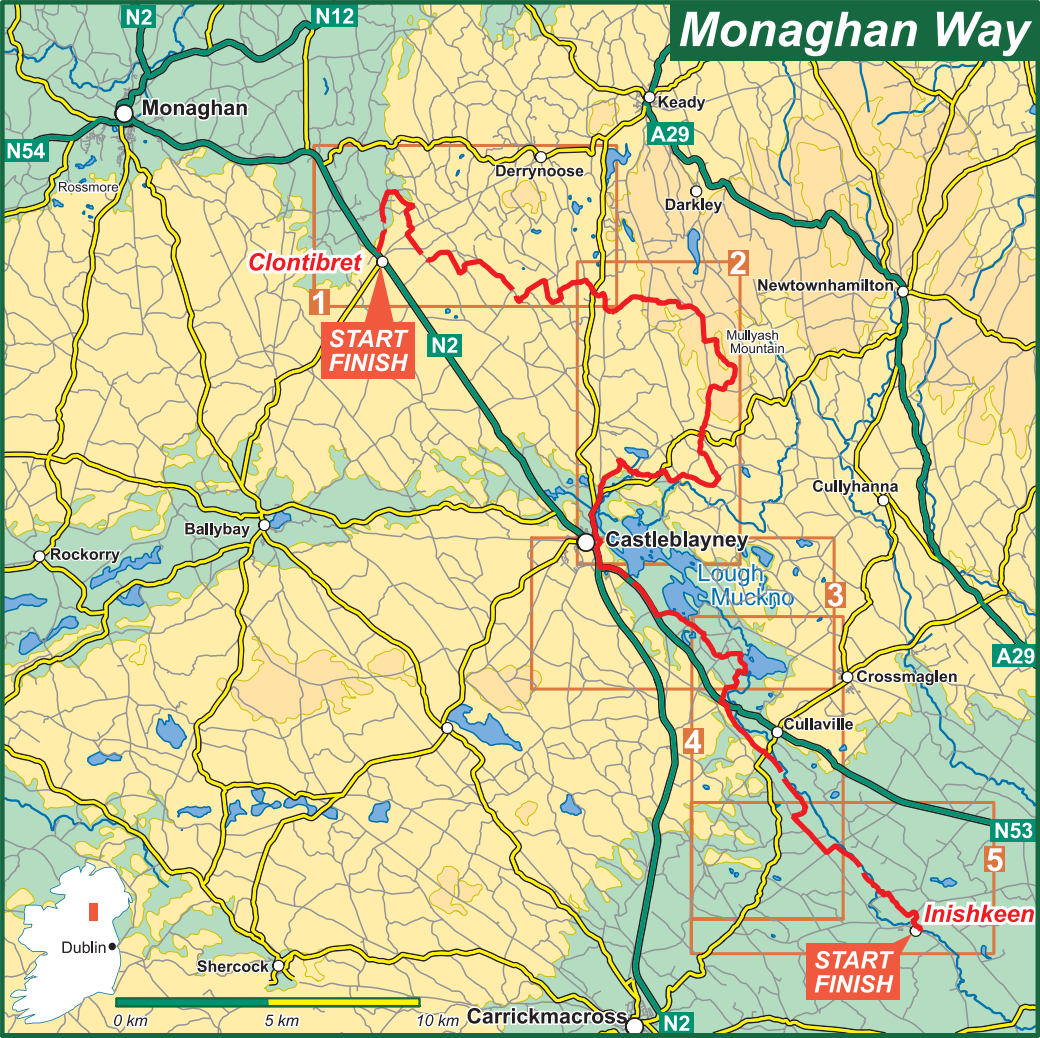 N2
N12
Monaghan Way
Monaghan
Keady
A29
N54
Derrynoose
Rossmore
Darkley
Clontibret
2
Newtownhamilton
1
START
FINISH
N2
Mullyash
Mountain
Cullyhanna
Ballybay
Castleblayney
Rockorry
Lough
Muckno
3
A29
Crossmaglen
Cullaville
4
N53
5
Inishkeen
Dublin
START
FINISH
Shercock
0 km
5 km
10 km
Carrickmacross
N2